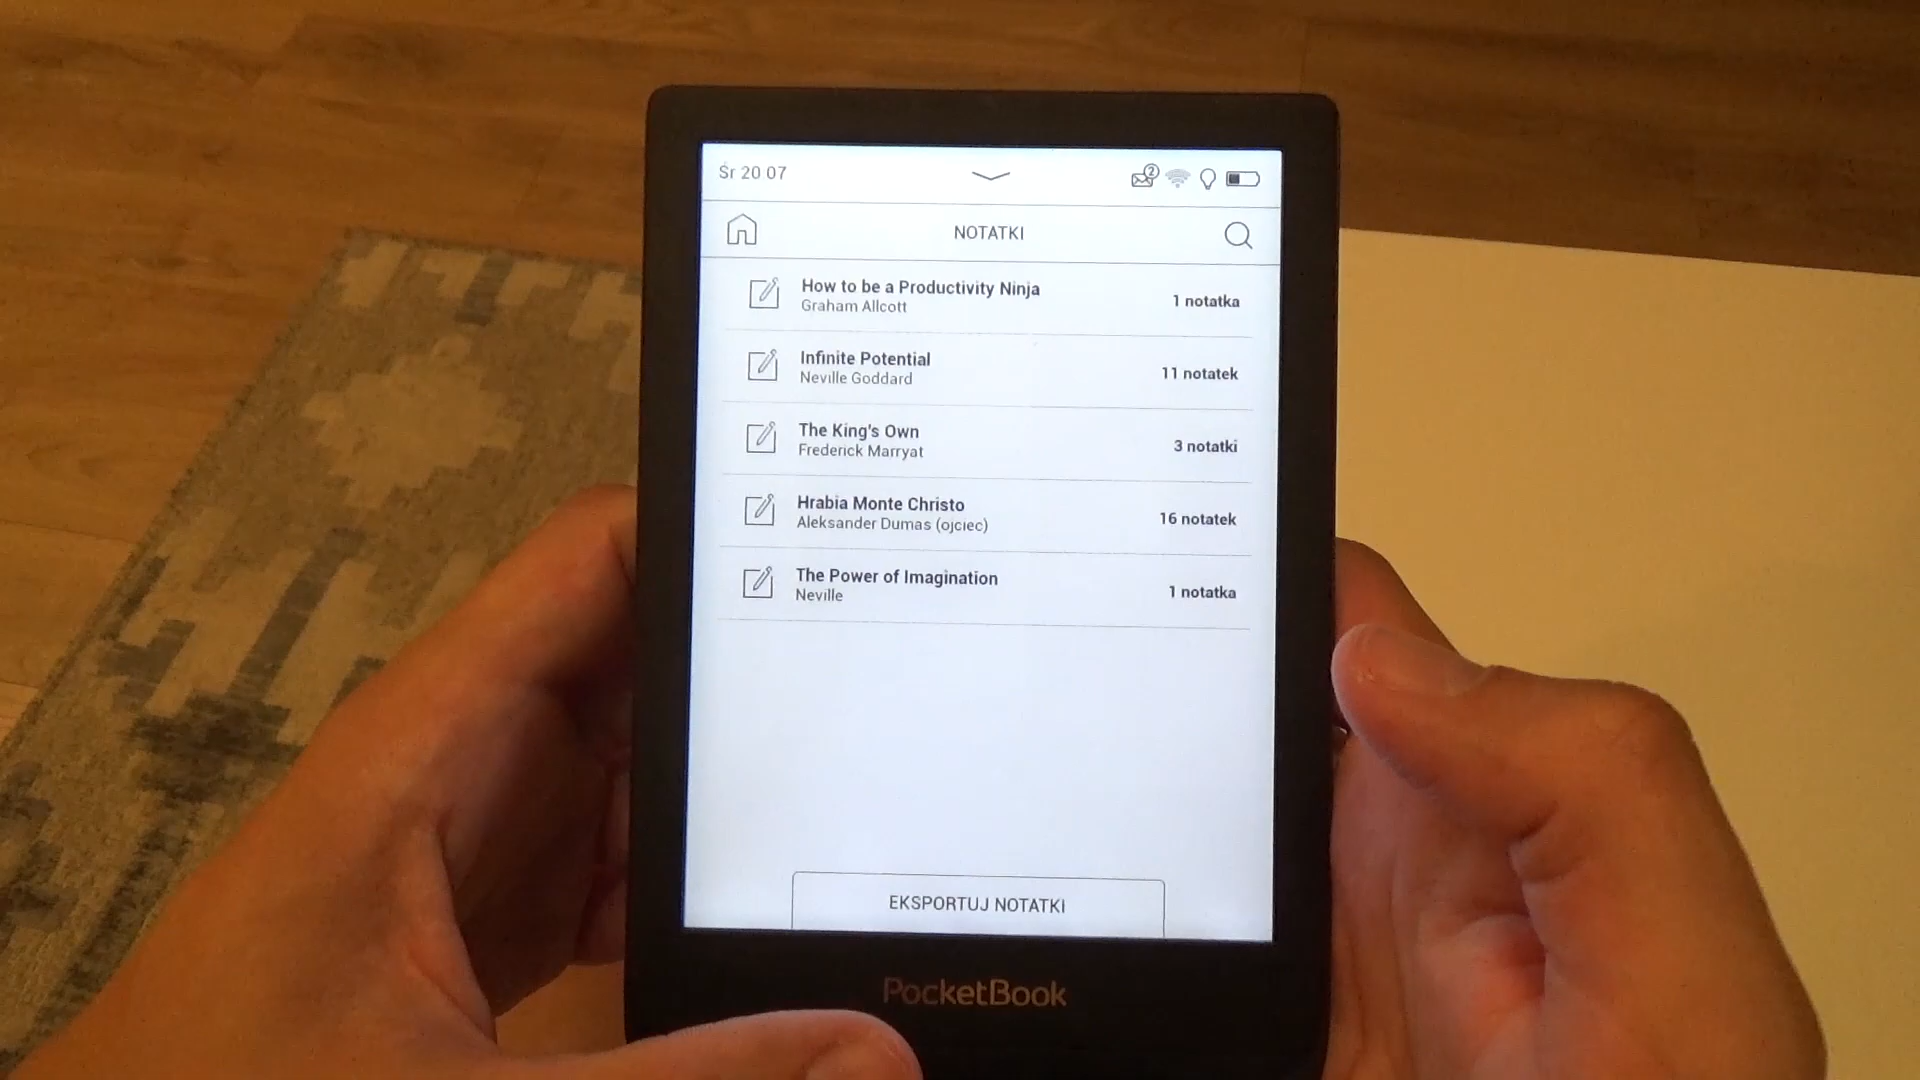 Śr 20 07
2
NOTATKI
How to be a Productivity Ninja
Graham Allcott
1 notatka
Infinite Potential
Neville Goddard
11 notatek
The King's Own
Frederick Marryat
3 notatki
Hrabia Monte Christo
Aleksander Dumas (ojciec)
16 notatek
The Power of Imagination
Neville
1 notatka
EKSPORTUJ NOTATKI
PocketBook